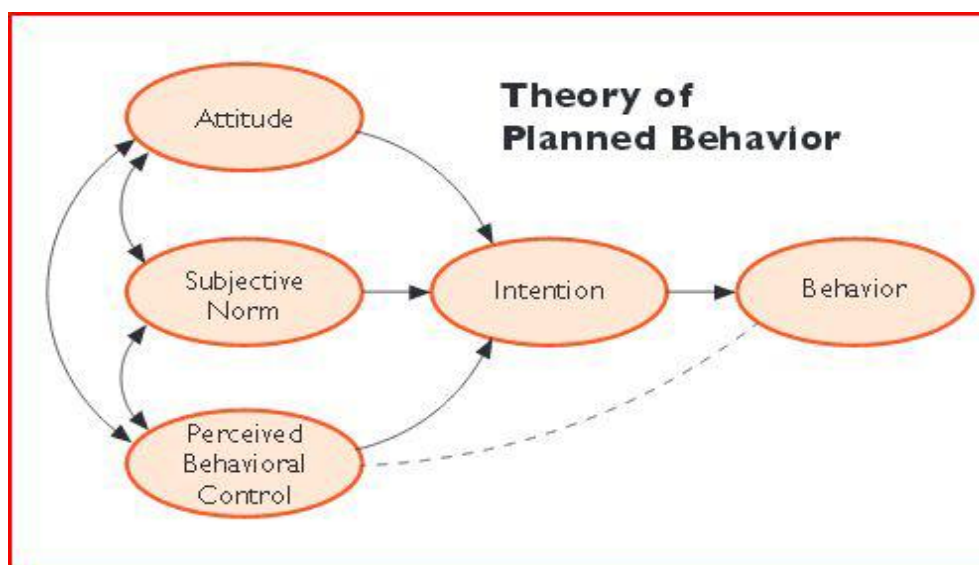 Theory of
Planned Behavior
Attitude
Subjective
Norm
Intention
Behavior
Perceived
Behavioral
Control